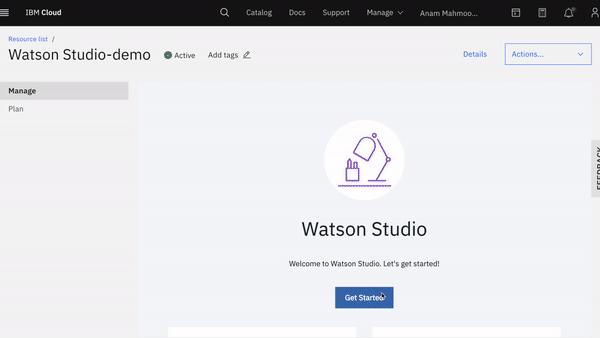 IBM Cloud Catalog Docs Support Manage Anam Mahmoo...
Resource list /
Watson Studio-demo Active Add tags Details Actions...
Manage
Plan
FEEDBACK
Watson Studio
Welcome to Watson Studio. Let's get started!
Get Started